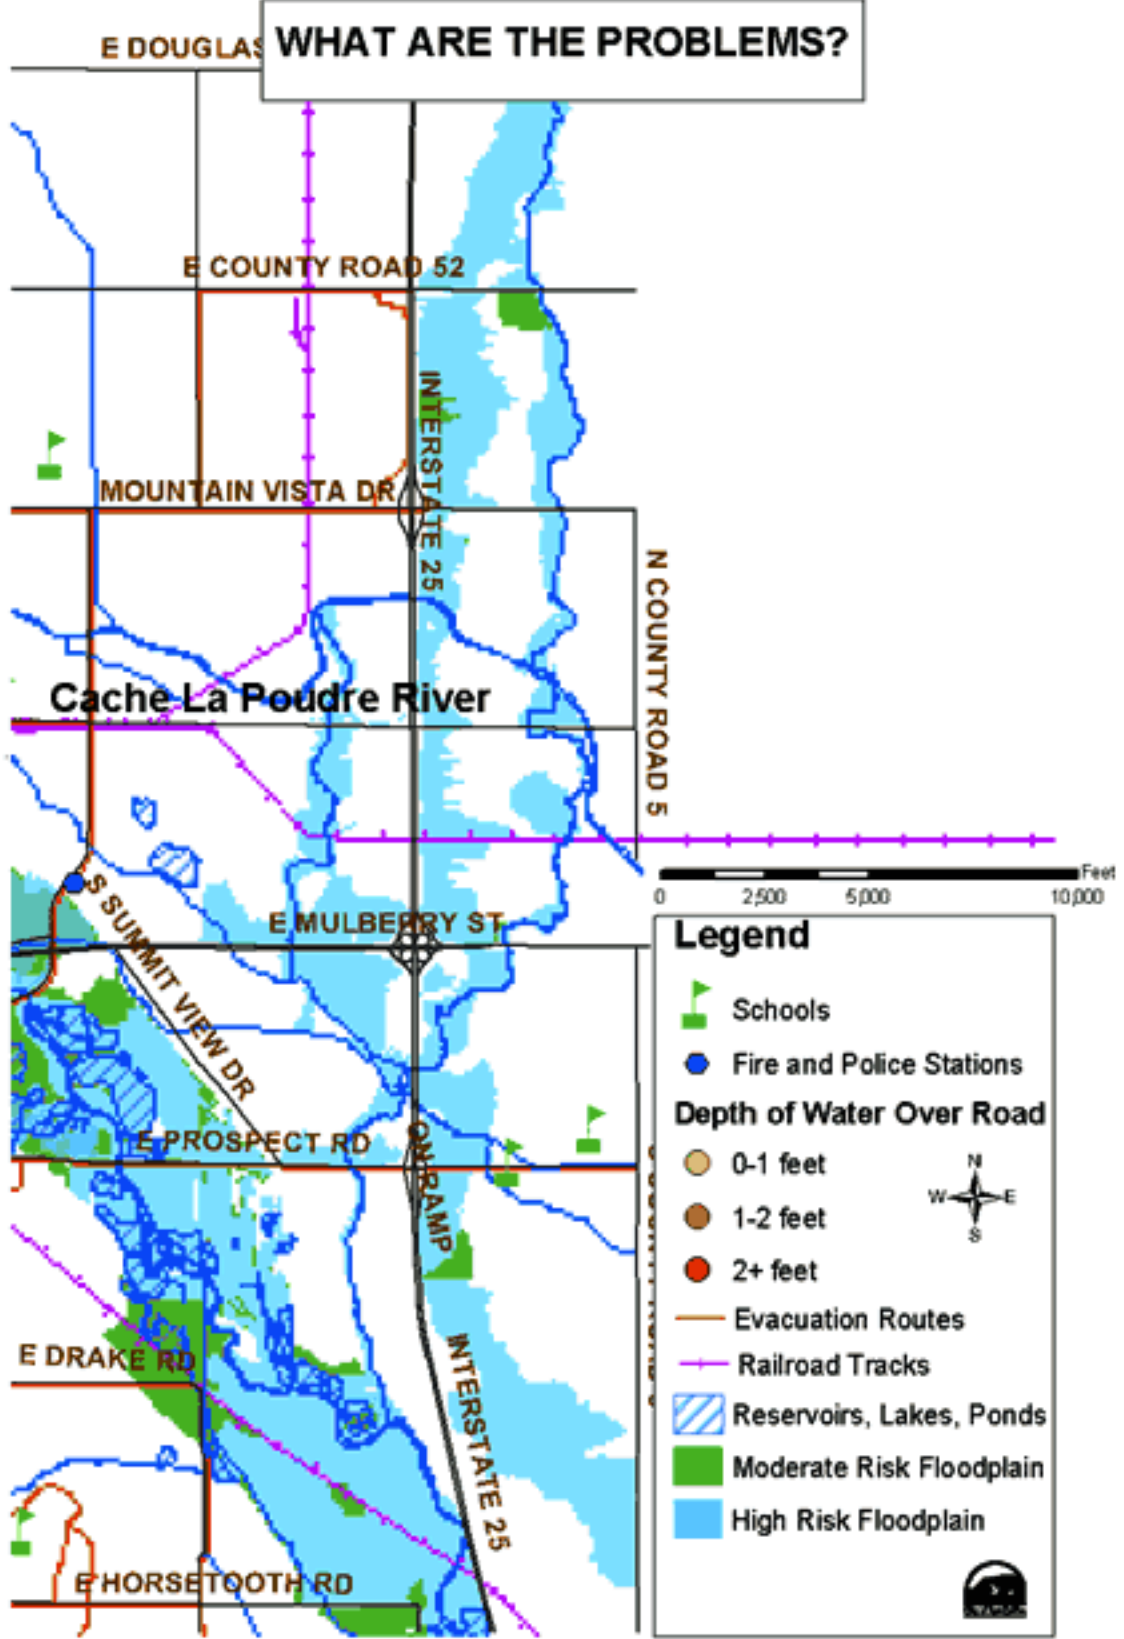 WHAT ARE THE PROBLEMS?
E DOUGLAS
E COUNTY ROAD 52
INTERSTATE 25
MOUNTAIN VISTA DR
N COUNTY ROAD 5
Cache La Poudre River
Feet
0 2,500 5,000 10,000
S SUMMIT VIEW DR
E MULBERRY ST
E PROSPECT RD
ON RAMP
E DRAKE RD
INTERSTATE 25
E HORSETOOTH RD
Legend
Schools
Fire and Police Stations
Depth of Water Over Road
0-1 feet
1-2 feet
2+ feet
N
W E
S
Evacuation Routes
Railroad Tracks
Reservoirs, Lakes, Ponds
Moderate Risk Floodplain
High Risk Floodplain